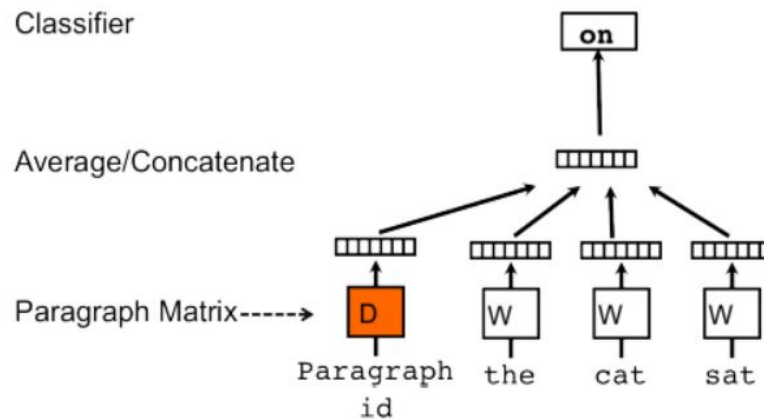 Classifier
on
Average/Concatenate
Paragraph Matrix
D
W
W
W
Paragraph
id
the
cat
sat